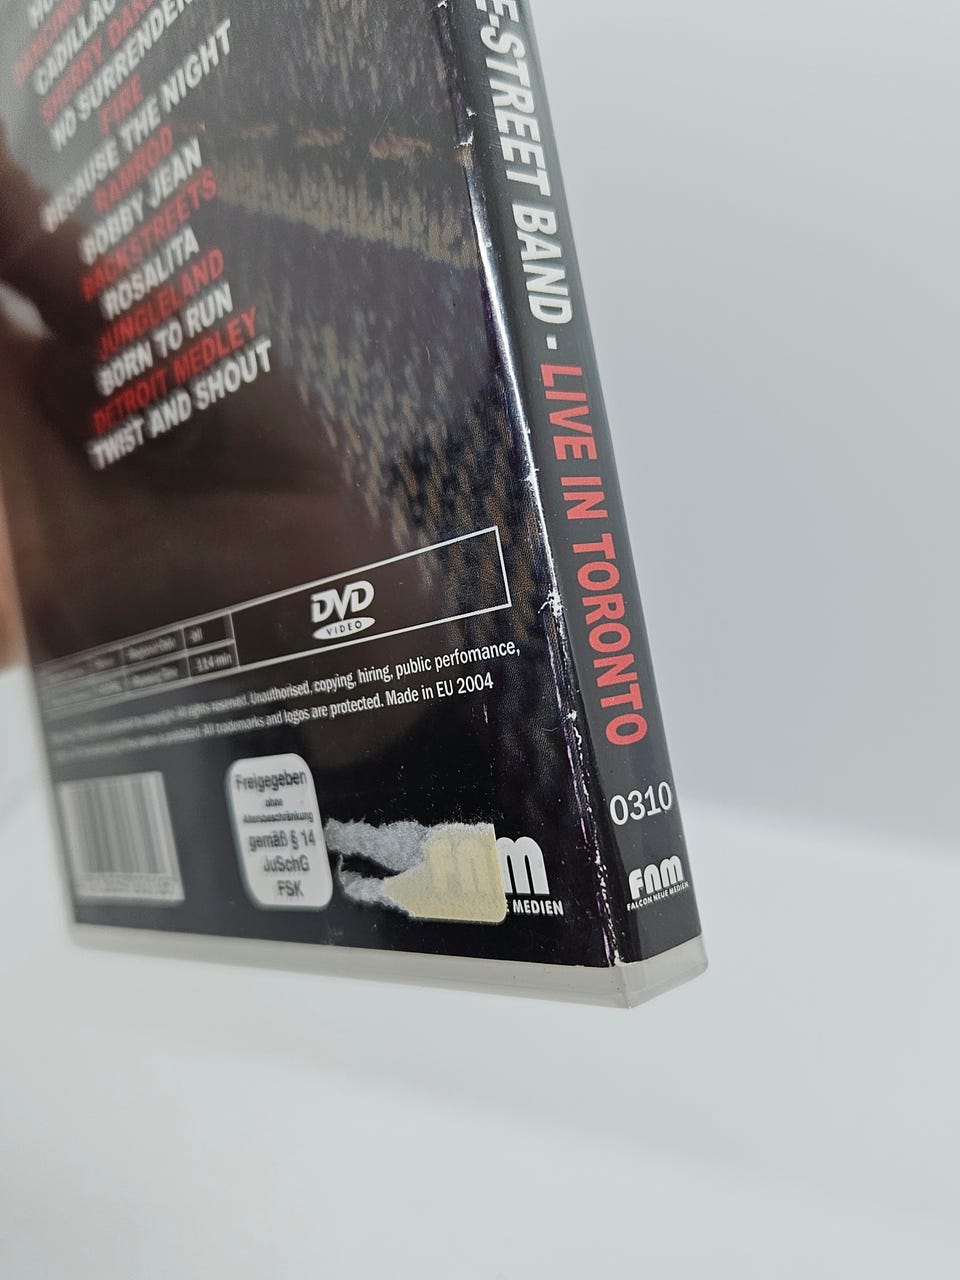 CADILLAC
NO SURRENDER
FIRE
BECAUSE THE NIGHT
RAMROD
BOBBY JEAN
BACKSTREETS
ROSALITA
JUNGLELAND
BORN TO RUN
DETROIT MEDLEY
TWIST AND SHOUT
DVD
VIDEO
all
114 min
All rights reserved. Unauthorised, copying, hiring, public perfomance,
All trademarks and logos are protected. Made in EU 2004
Freigegeben
ohne
Altersbeschränkung
gemäß § 14
JuSchG
FSK
fnm
MEDIEN
E-STREET BAND · LIVE IN TORONTO
0310
fnm
FALCON NEUE MEDIEN